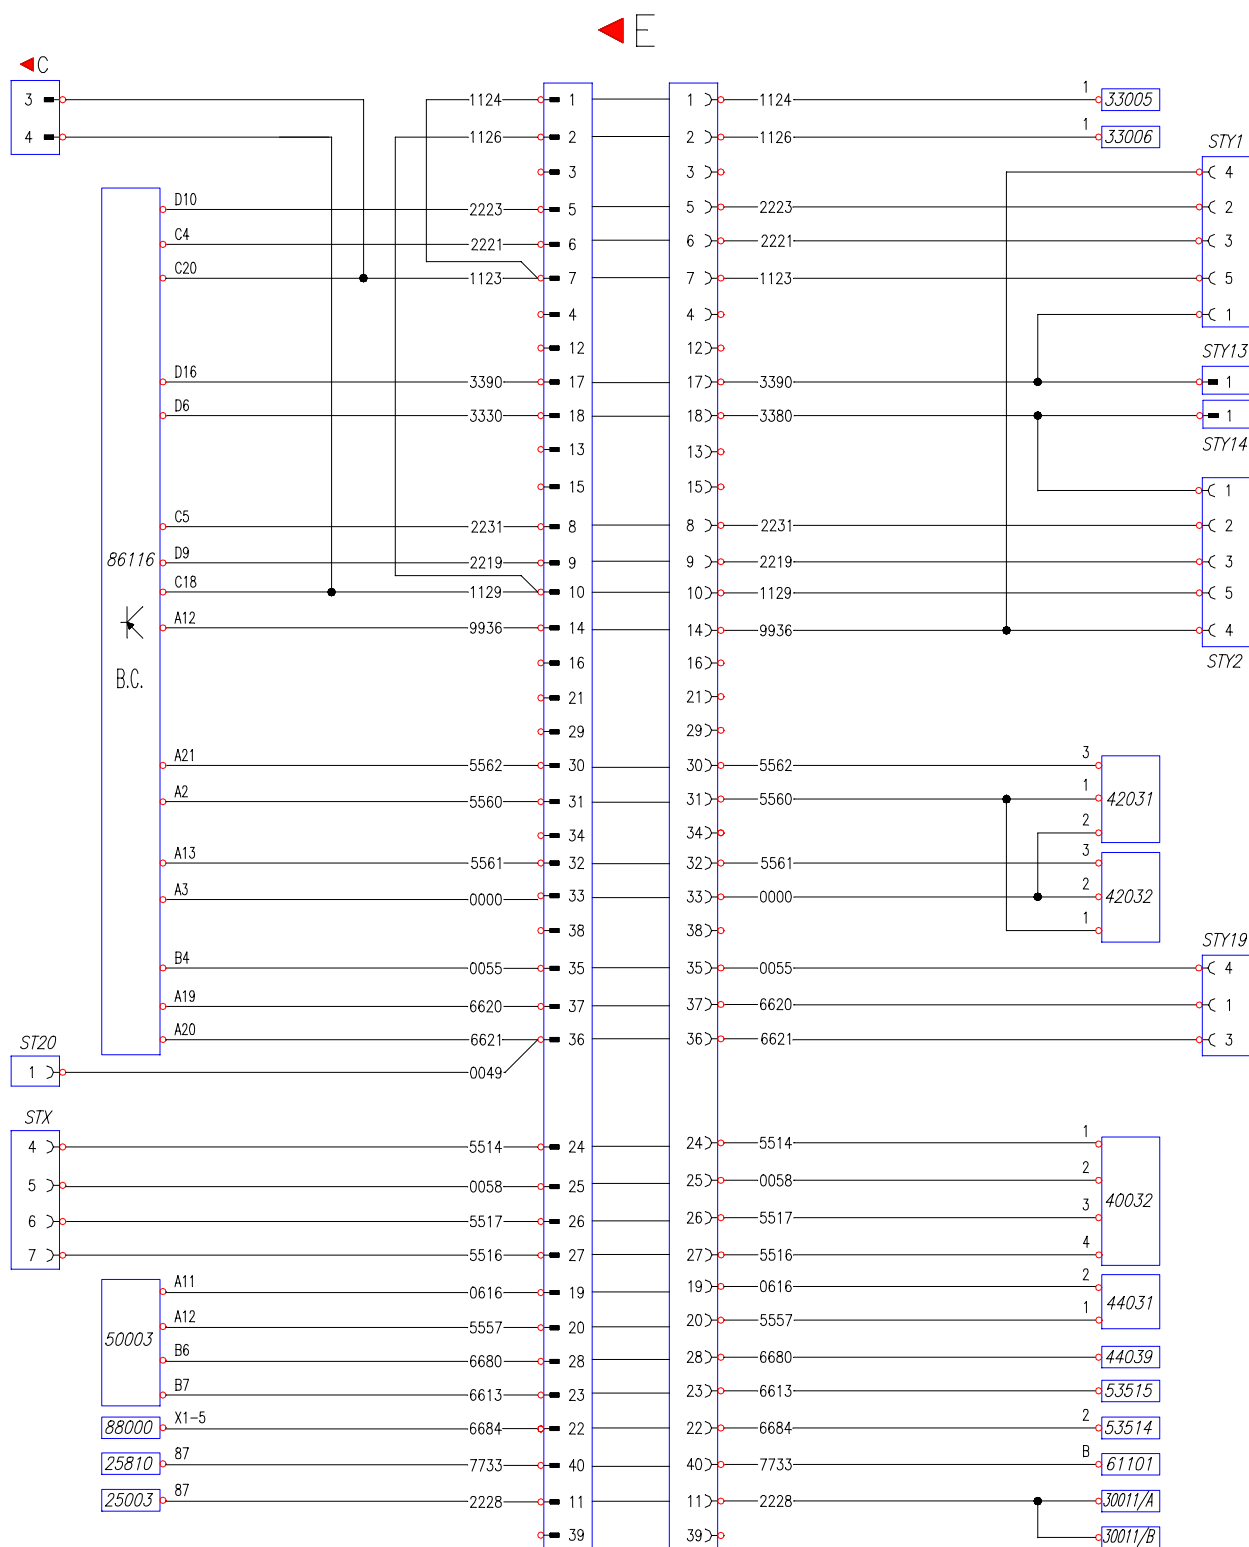 E
C
3
4
1124 1 1 1124 1 33005
1126 2 2 1126 1 33006
STY1
3 3 4
D10 2223 5 5 2223 2
C4 2221 6 6 2221 3
C20 1123 7 7 1123 5
4 4 1
12 12
STY13
D16 3390 17 17 3390 1
D6 3330 18 18 3380 1
STY14
13 13
15 15 1
C5 2231 8 8 2231 2
86116 D9 2219 9 9 2219 3
C18 1129 10 10 1129 5
A12 9936 14 14 9936 4
STY2
B.C.
16 16
21 21
29 29
A21 5562 30 30 5562 3
A2 5560 31 31 5560 1 42031
34 34 2
A13 5561 32 32 5561 3
A3 0000 33 33 0000 2 42032
38 38 1
STY19
B4 0055 35 35 0055 4
A19 6620 37 37 6620 1
A20 6621 36 36 6621 3
ST20
1 0049
STX
4 5514 24 24 5514 1
5 0058 25 25 0058 2
40032
6 5517 26 26 5517 3
7 5516 27 27 5516 4
A11 0616 19 19 0616 2
44031
A12 5557 20 20 5557 1
50003
B6 6680 28 28 6680 44039
B7 6613 23 23 6613 53515
88000 X1-5 6684 22 22 6684 2 53514
25810 87 7733 40 40 7733 B 61101
25003 87 2228 11 11 2228 30011/A
39 39 30011/B